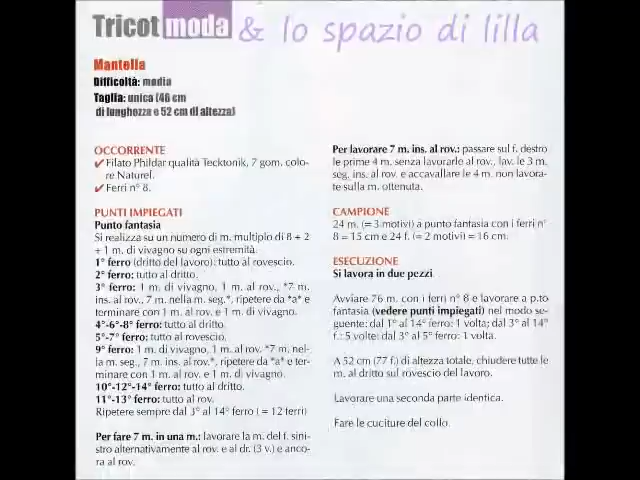 Tricot moda & lo spazio di lilla
Mantella
Difficoltà: media
Taglia: unica (46 cm
di lunghezza e 52 cm di altezza)
OCCORRENTE
✓ Filato Phildar qualità Tecktonik, 7 gom. colo-
re Naturel.
✓ Ferri n° 8.
PUNTI IMPIEGATI
Punto fantasia
Si realizza su un numero di m. multiplo di 8 + 2
+ 1 m. di vivagno su ogni estremità.
1° ferro (dritto del lavoro): tutto al rovescio.
2° ferro: tutto al dritto.
3° ferro: 1 m. di vivagno, 1 m. al rov., *7 m.
ins. al rov., 7 m. nella m. seg.*, ripetere da *a* e
terminare con 1 m. al rov. e 1 m. di vivagno.
4°-6°-8° ferro: tutto al dritto.
5°-7° ferro: tutto al rovescio.
9° ferro: 1 m. di vivagno, 1 m. al rov. *7 m. nel-
la m. seg., 7 m. ins. al rov.*, ripetere da *a* e ter-
minare con 1 m. al rov. e 1 m. di vivagno.
10°-12°-14° ferro: tutto al dritto.
11°-13° ferro: tutto al rov.
Ripetere sempre dal 3° al 14° ferro ( = 12 ferri)
Per fare 7 m. in una m.: lavorare la m. del f. sini-
stro alternativamente al rov. e al dr. (3 v.) e anco-
ra al rov.
Per lavorare 7 m. ins. al rov.: passare sul f. destro
le prime 4 m. senza lavorarle al rov., lav. le 3 m.
seg. ins. al rov. e accavallare le 4 m. non lavora-
te sulla m. ottenuta.
CAMPIONE
24 m. (= 3 motivi) a punto fantasia con i ferri n°
8 = 15 cm e 24 f. (= 2 motivi) = 16 cm.
ESECUZIONE
Si lavora in due pezzi
Avviare 76 m. con i ferri n° 8 e lavorare a p.to
fantasia (vedere punti impiegati) nel modo se-
guente: dal 1° al 14° ferro: 1 volta; dal 3° al 14°
f.: 5 volte; dal 3° al 5° ferro: 1 volta.
A 52 cm (77 f.) di altezza totale, chiudere tutte le
m. al dritto sul rovescio del lavoro.
Lavorare una seconda parte identica.
Fare le cuciture del collo.